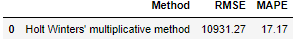 Method RMSE MAPE
0 Holt Winters' multiplicative method 10931.27 17.17